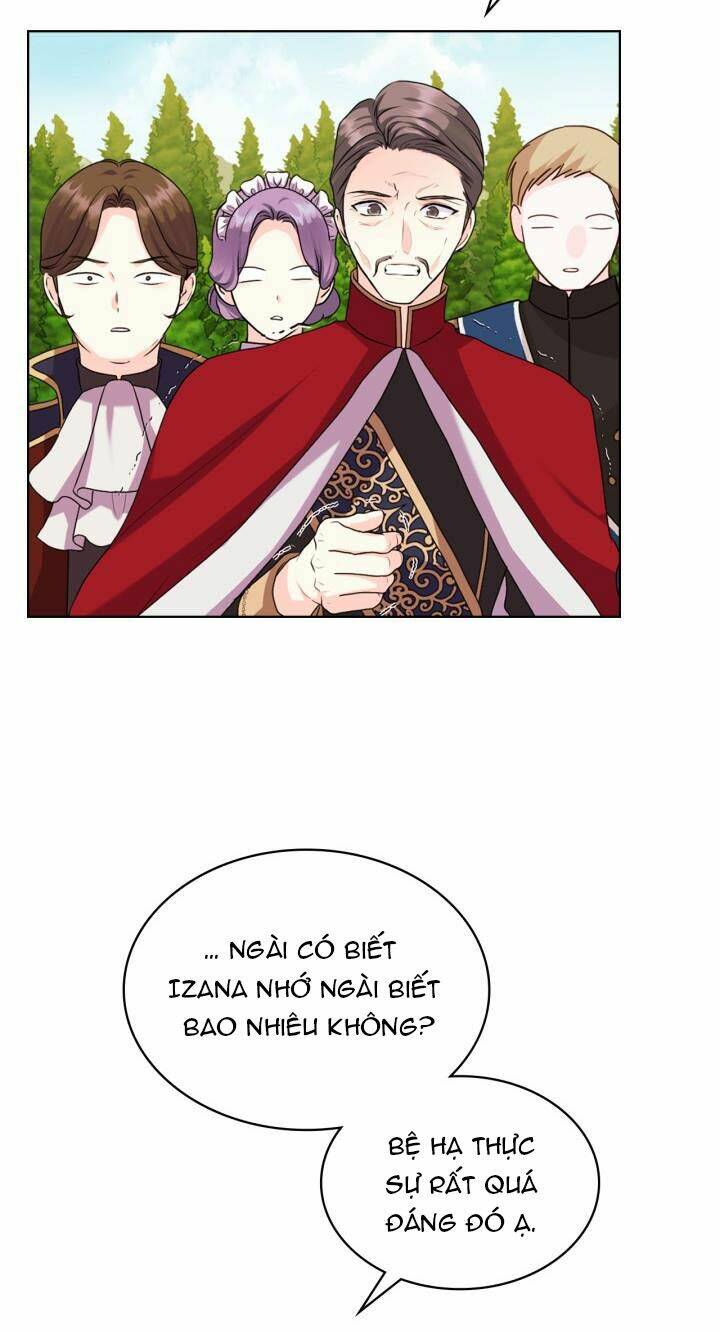 ... NGÀI CÓ BIẾT
IZANA NHỚ NGÀI BIẾT
BAO NHIÊU KHÔNG?
BỆ HẠ THỰC
SỰ RẤT QUÁ
ĐÁNG ĐÓ Ạ.